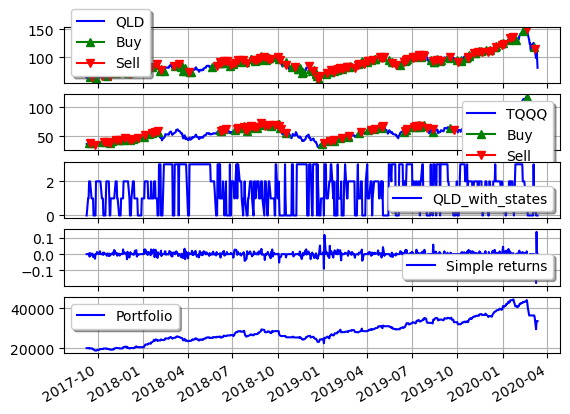 150
100
QLD
Buy
Sell
100
50
TQQQ
Buy
Sell
2
0
QLD_with_states
0.1
0.0
−0.1
Simple returns
40000
20000
Portfolio
2017-10 2018-01 2018-04 2018-07 2018-10 2019-01 2019-04 2019-07 2019-10 2020-01 2020-04